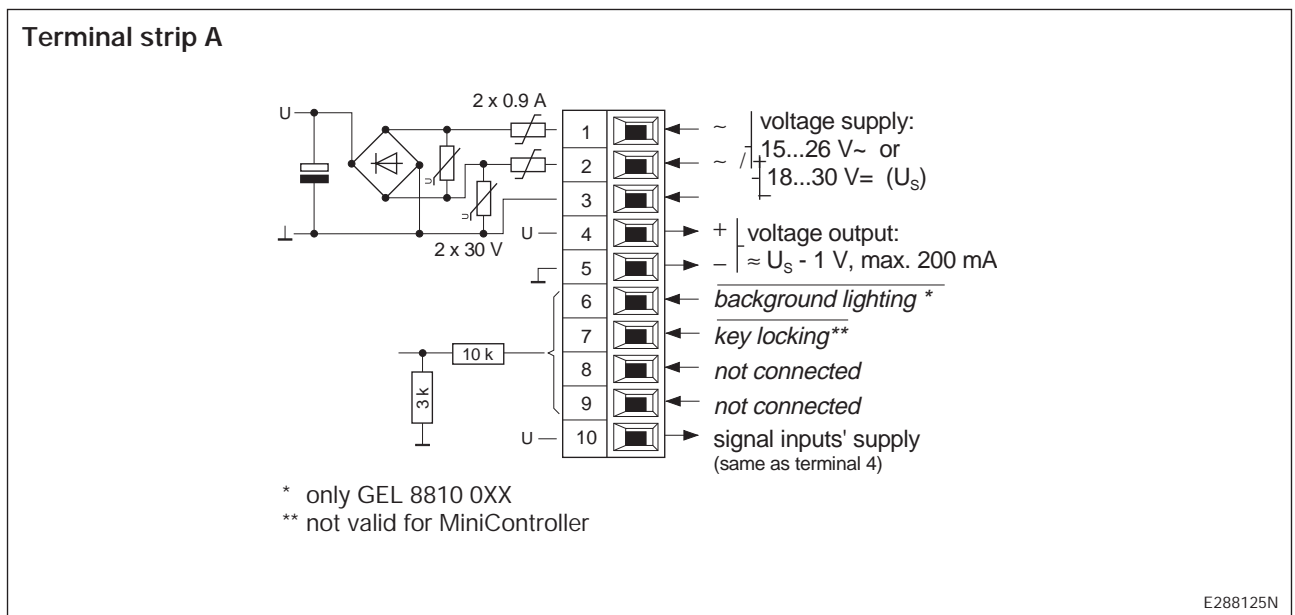 Terminal strip A
2 x 0.9 A
U
1
~
voltage supply:
15...26 V~ or
2
~ /+
18...30 V= (Uₛ)
3
–
U
2 x 30 V
U
U
4
+
voltage output:
≈ Uₛ - 1 V, max. 200 mA
5
–
6
background lighting *
7
key locking**
10 k
3 k
8
not connected
9
not connected
U
10
signal inputs' supply
(same as terminal 4)
* only GEL 8810 0XX
** not valid for MiniController
E288125N